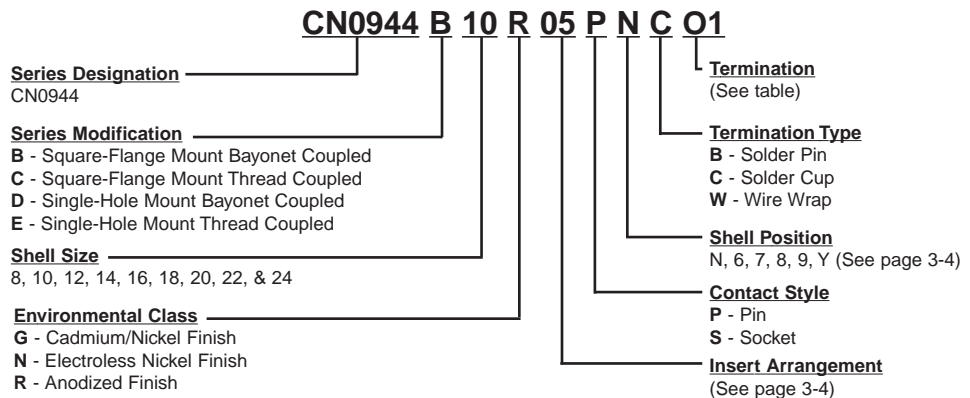 CN0944 B 10 R 05 P N C O1
Series Designation
CN0944
Series Modification
B - Square-Flange Mount Bayonet Coupled
C - Square-Flange Mount Thread Coupled
D - Single-Hole Mount Bayonet Coupled
E - Single-Hole Mount Thread Coupled
Shell Size
8, 10, 12, 14, 16, 18, 20, 22, & 24
Environmental Class
G - Cadmium/Nickel Finish
N - Electroless Nickel Finish
R - Anodized Finish
Termination
(See table)
Termination Type
B - Solder Pin
C - Solder Cup
W - Wire Wrap
Shell Position
N, 6, 7, 8, 9, Y (See page 3-4)
Contact Style
P - Pin
S - Socket
Insert Arrangement
(See page 3-4)